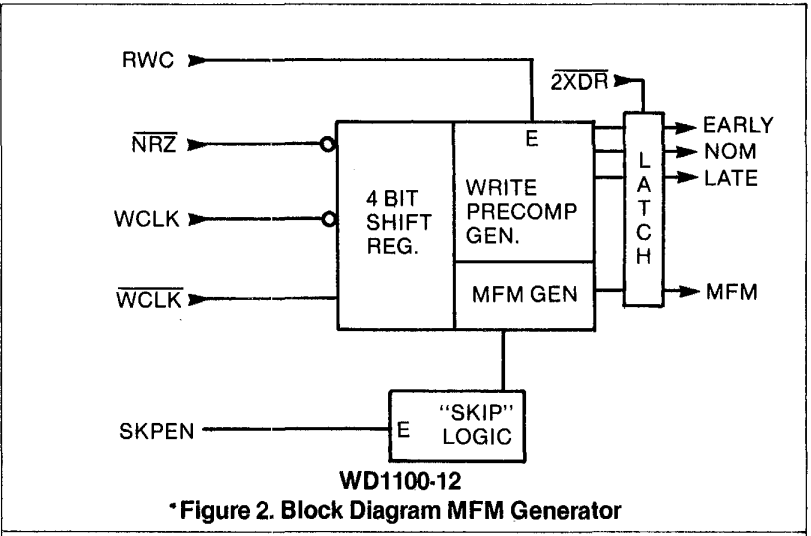 RWC
2XDR
EARLY
NOM
LATE
NRZ
E
4 BIT
SHIFT
REG.
WRITE
PRECOMP
GEN.
LATCH
WCLK
WCLK
MFM GEN
MFM
SKPEN
E
"SKIP"
LOGIC
WD1100-12
*Figure 2. Block Diagram MFM Generator